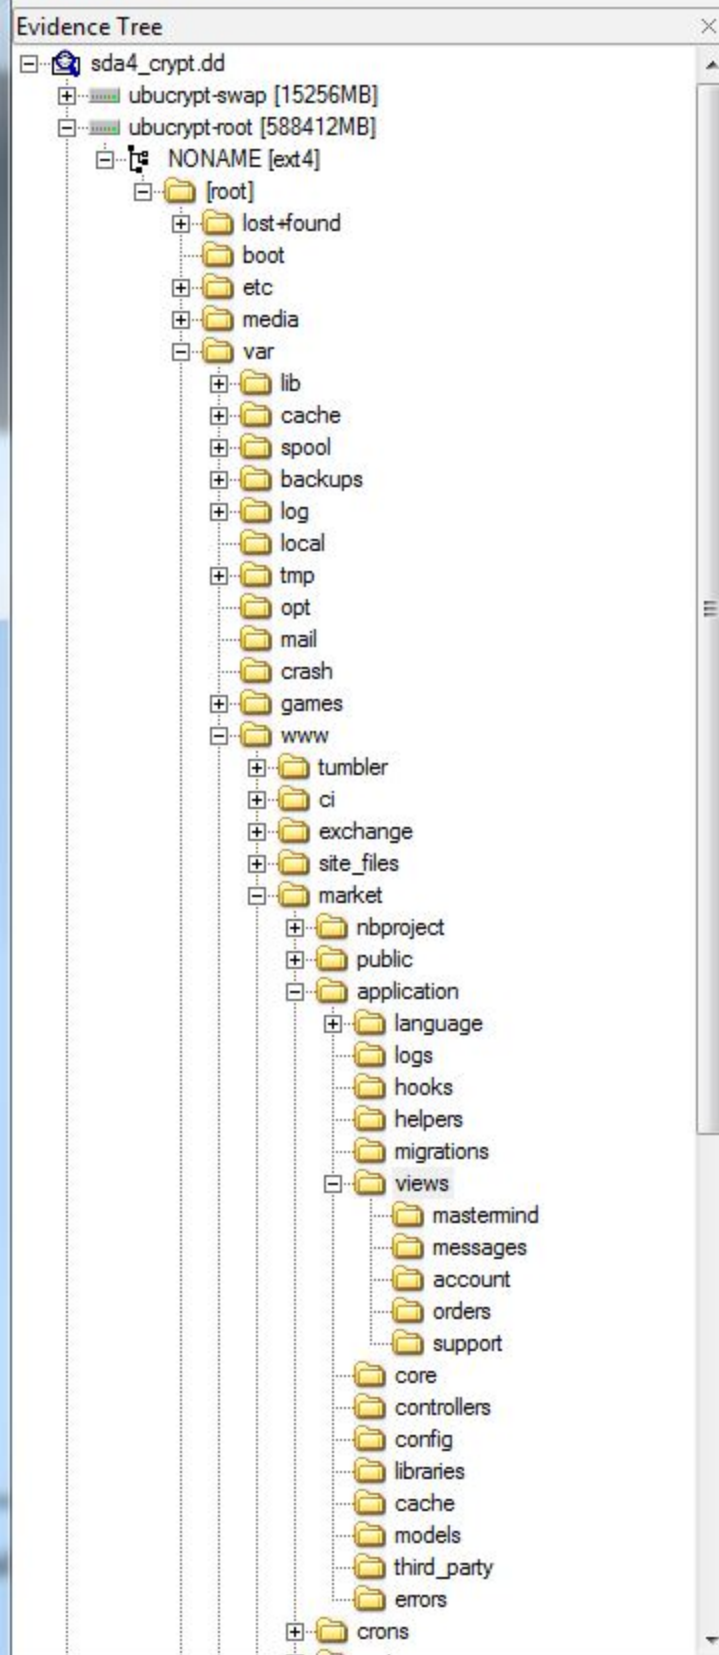 Evidence Tree
sda4_crypt.dd
ubucrypt-swap [15256MB]
ubucrypt-root [588412MB]
NONAME [ext4]
[root]
lost+found
boot
etc
media
var
lib
cache
spool
backups
log
local
tmp
opt
mail
crash
games
www
tumbler
ci
exchange
site_files
market
nbproject
public
application
language
logs
hooks
helpers
migrations
views
mastermind
messages
account
orders
support
core
controllers
config
libraries
cache
models
third_party
errors
crons